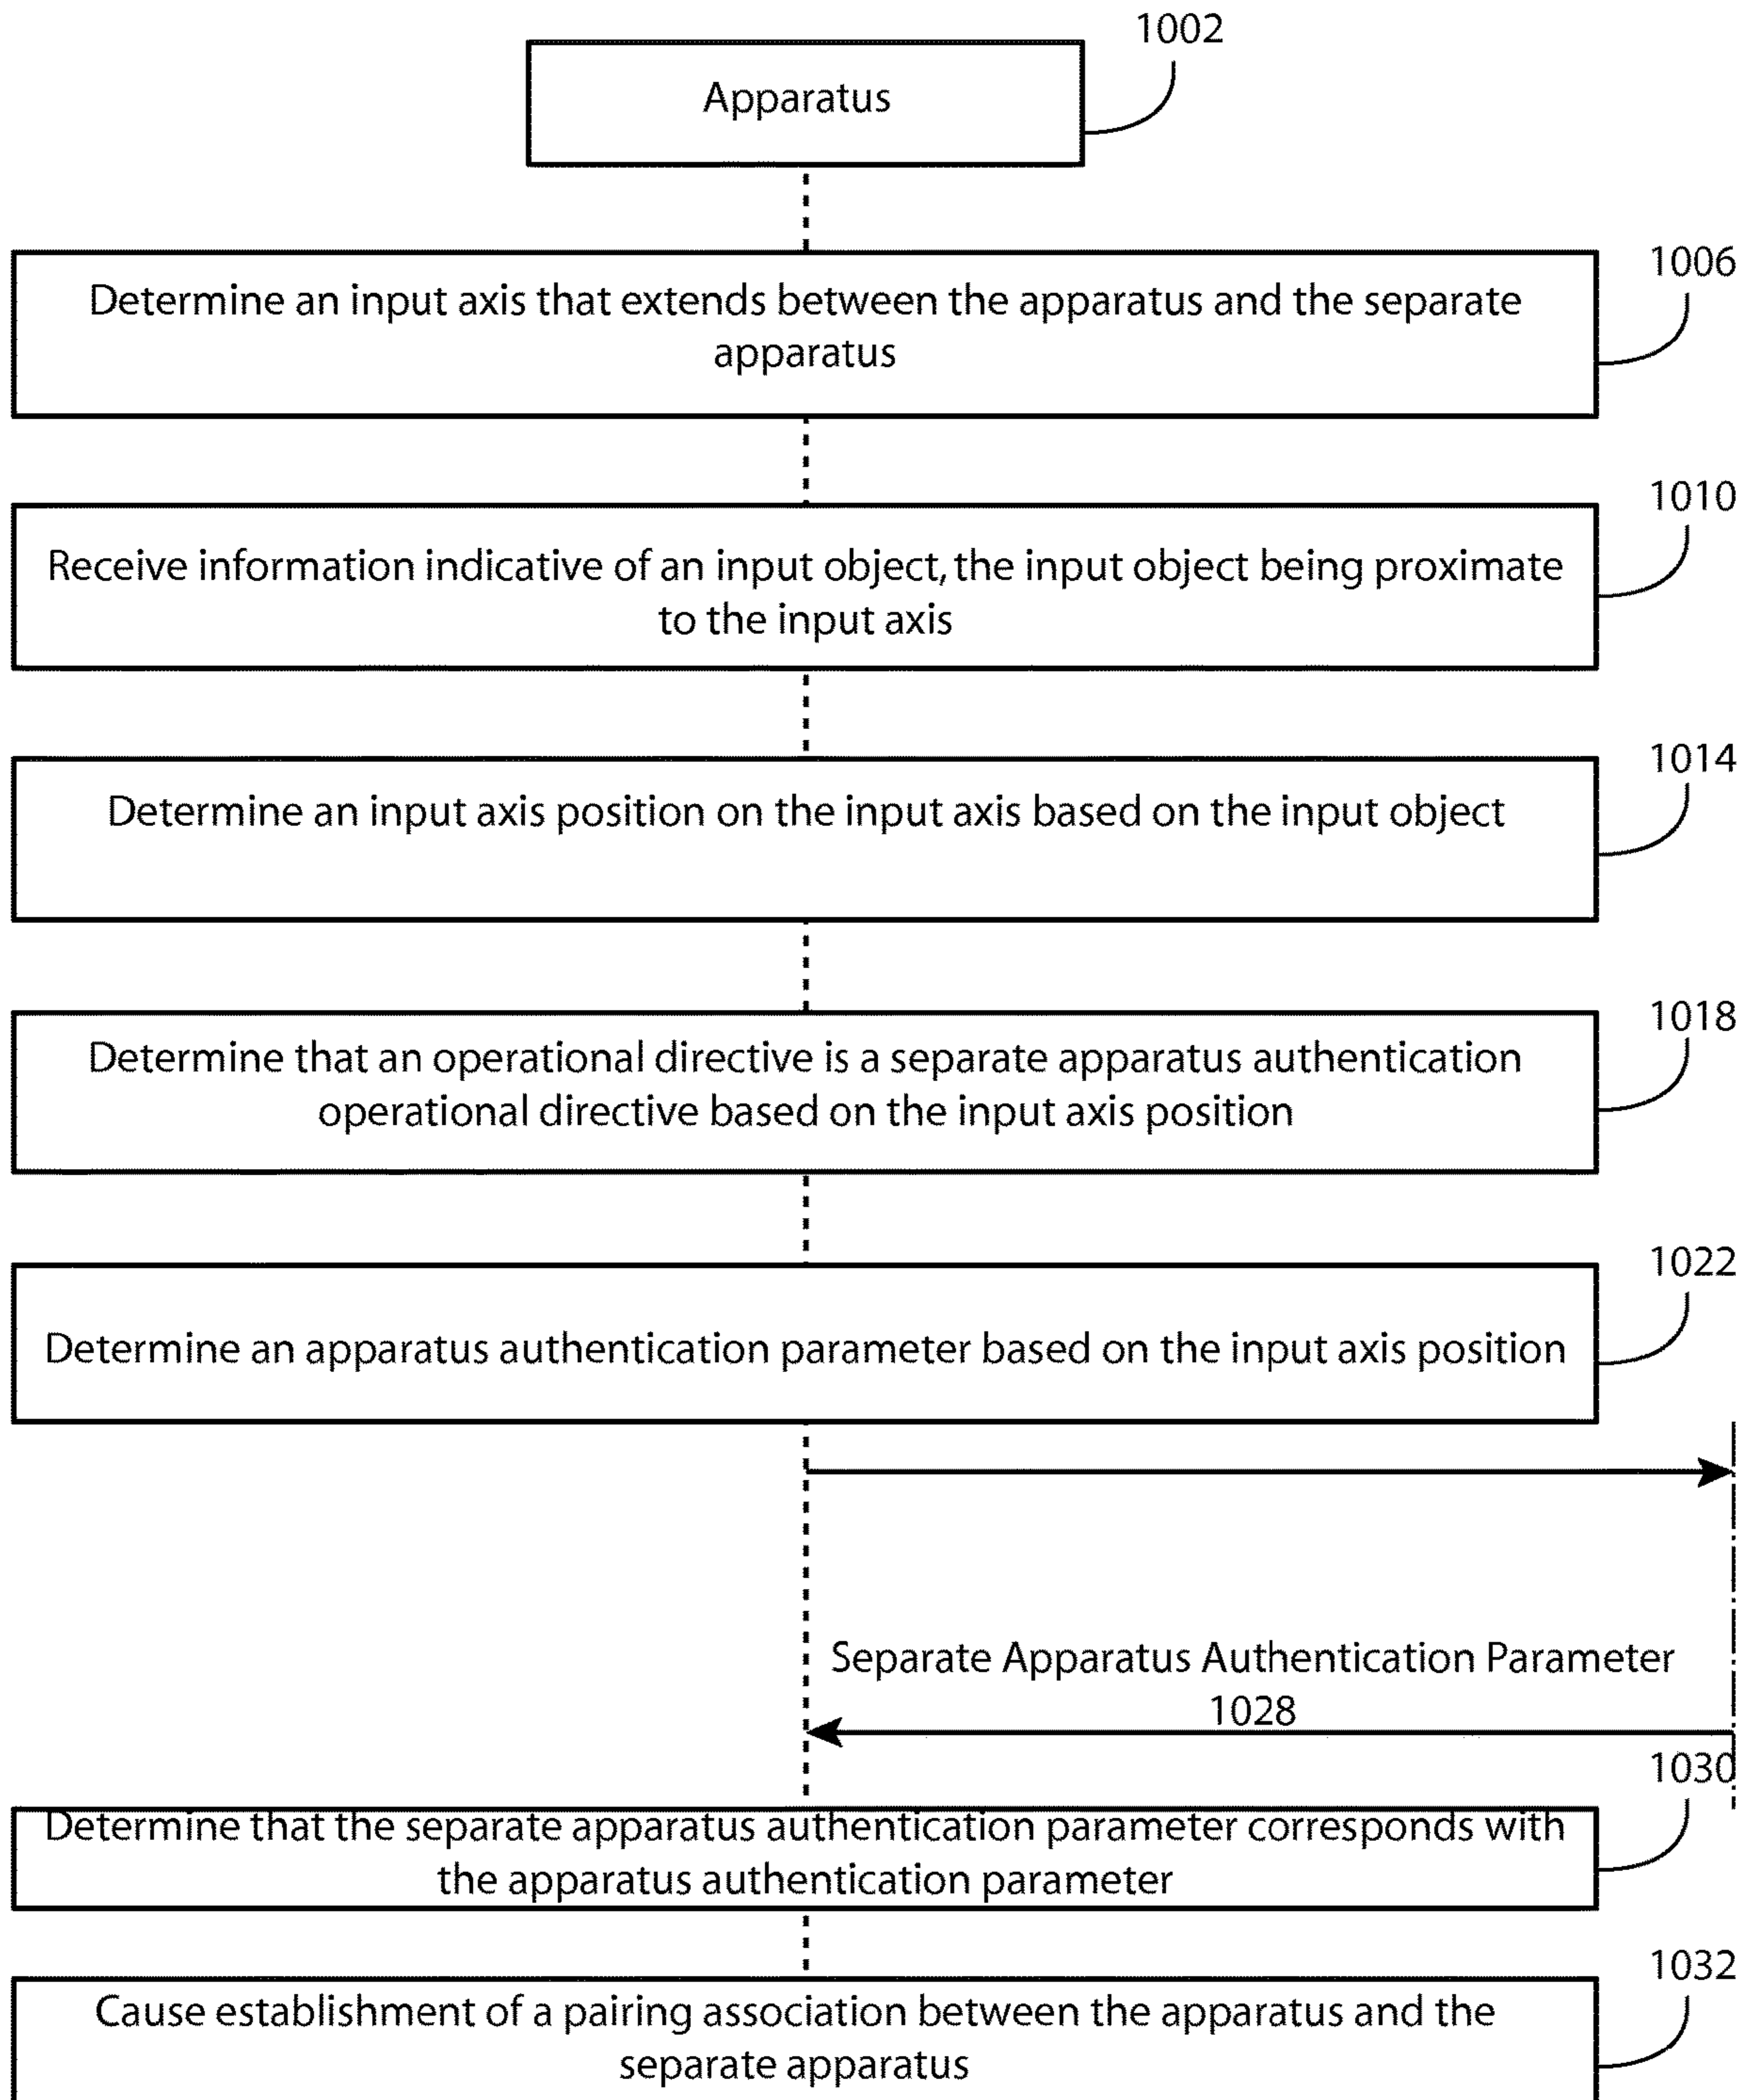 1002
Apparatus
1006
Determine an input axis that extends between the apparatus and the separate
apparatus
1010
Receive information indicative of an input object, the input object being proximate
to the input axis
1014
Determine an input axis position on the input axis based on the input object
1018
Determine that an operational directive is a separate apparatus authentication
operational directive based on the input axis position
1022
Determine an apparatus authentication parameter based on the input axis position
Separate Apparatus Authentication Parameter
1028
1030
Determine that the separate apparatus authentication parameter corresponds with
the apparatus authentication parameter
1032
Cause establishment of a pairing association between the apparatus and the
separate apparatus